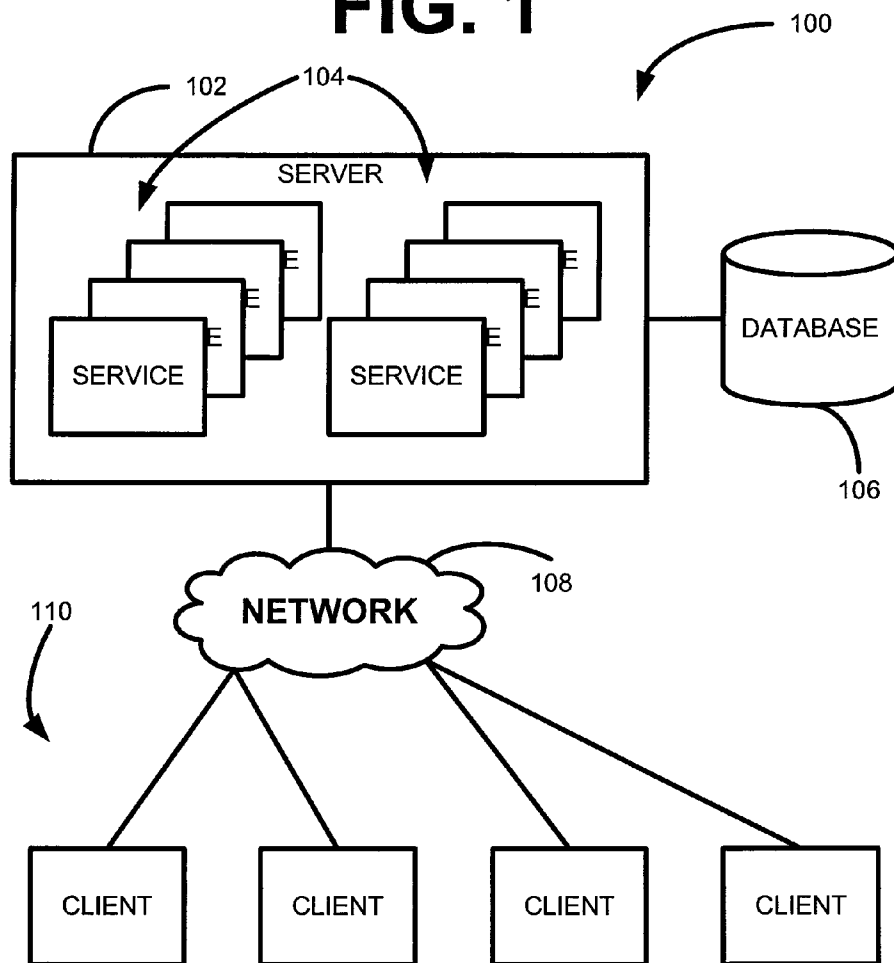 FIG. 1
100
102
104
SERVER
E
E
E
E
E
E
SERVICE
SERVICE
DATABASE
106
NETWORK
108
110
CLIENT
CLIENT
CLIENT
CLIENT